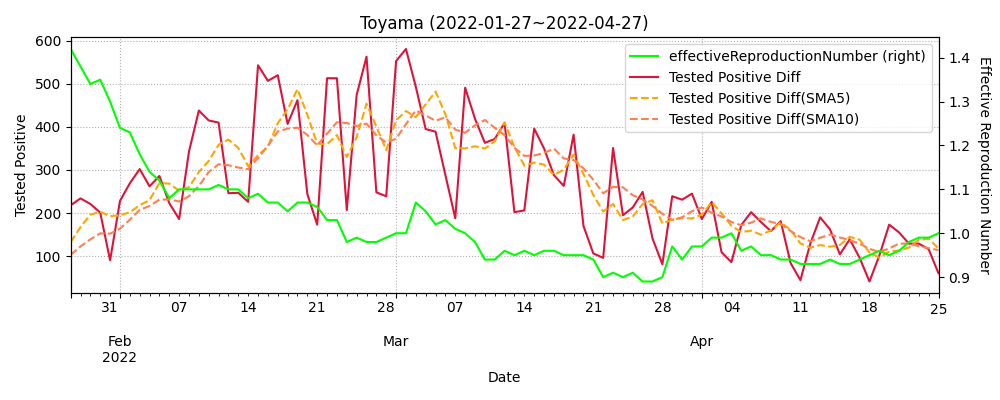 Toyama (2022-01-27~2022-04-27)
effectiveReproductionNumber (right)
Tested Positive Diff
Tested Positive Diff(SMA5)
Tested Positive Diff(SMA10)
600
500
400
300
200
100
Tested Positive
1.4
1.3
1.2
1.1
1.0
0.9
Effective Reproduction Number
31 07 14 21 28 07 14 21 28 04 11 18 25
Feb Mar Apr
2022
Date